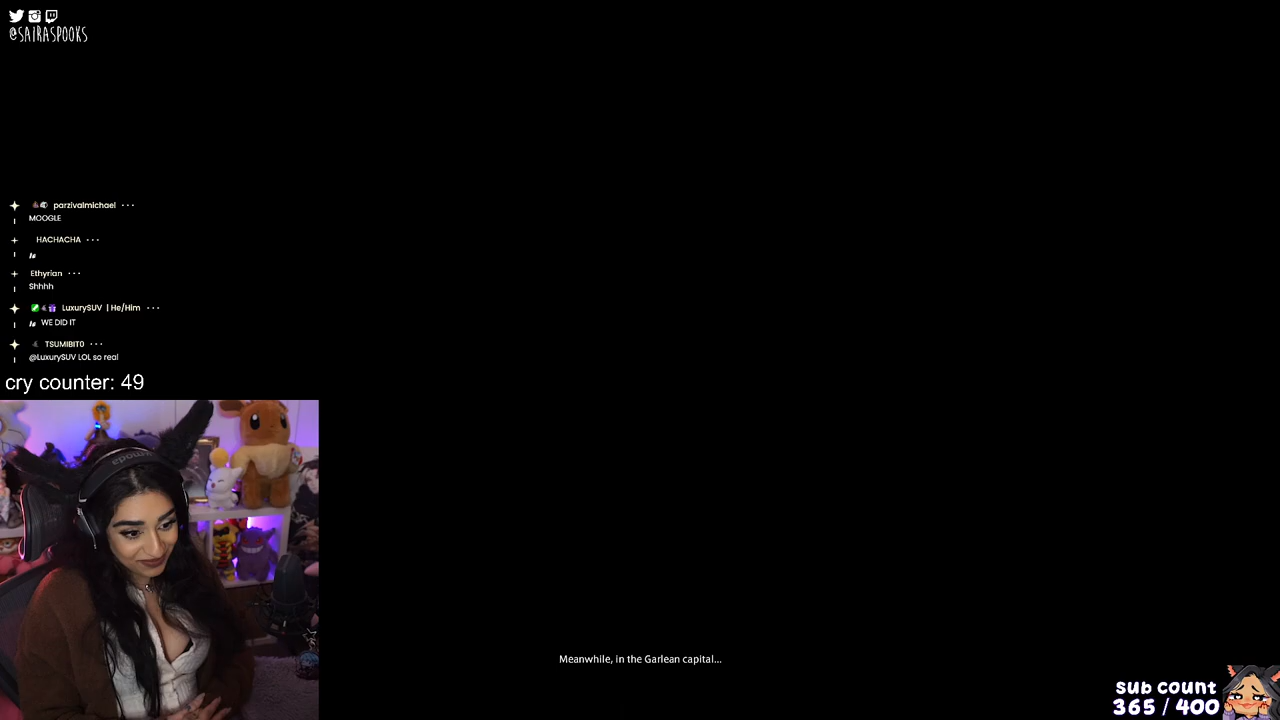 @SAIRASPOOKS
parzivalmichael ···
MOOGLE
HACHACHA ···
Ethyrian ···
Shhhh
LuxurySUV | He/Him ···
WE DID IT
TSUMIBIT0 ···
@LuxurySUV LOL so real
cry counter: 49
Meanwhile, in the Garlean capital...
sub count
365 / 400